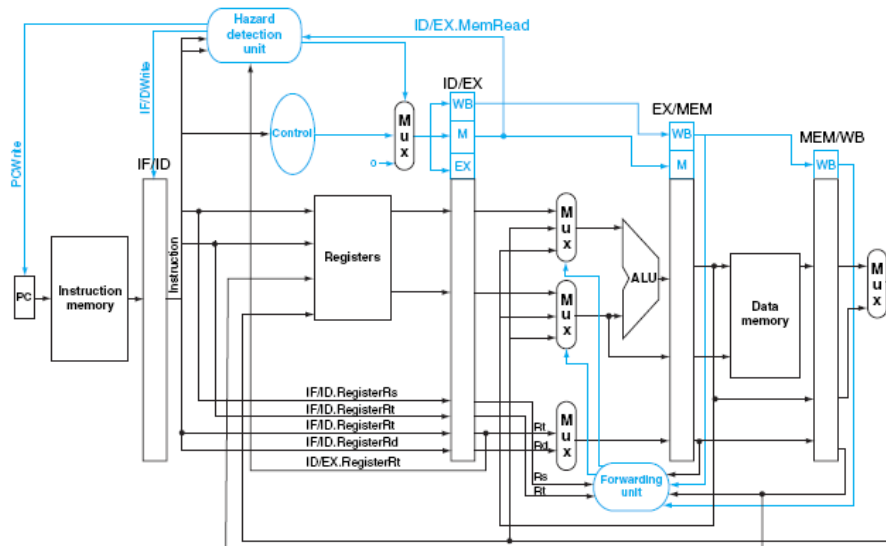 Hazard
detection
unit
ID/EX.MemRead
ID/EX
WB
M
EX
Control
0
M
u
x
IF/DWrite
PCWrite
IF/ID
EX/MEM
WB
M
MEM/WB
WB
PC
Instruction
memory
Instruction
Registers
M
u
x
M
u
x
ALU
Data
memory
M
u
x
IF/ID.RegisterRs
IF/ID.RegisterRt
IF/ID.RegisterRt
IF/ID.RegisterRd
ID/EX.RegisterRt
Rt
Rd
M
u
x
Rs
Rt
Forwarding
unit